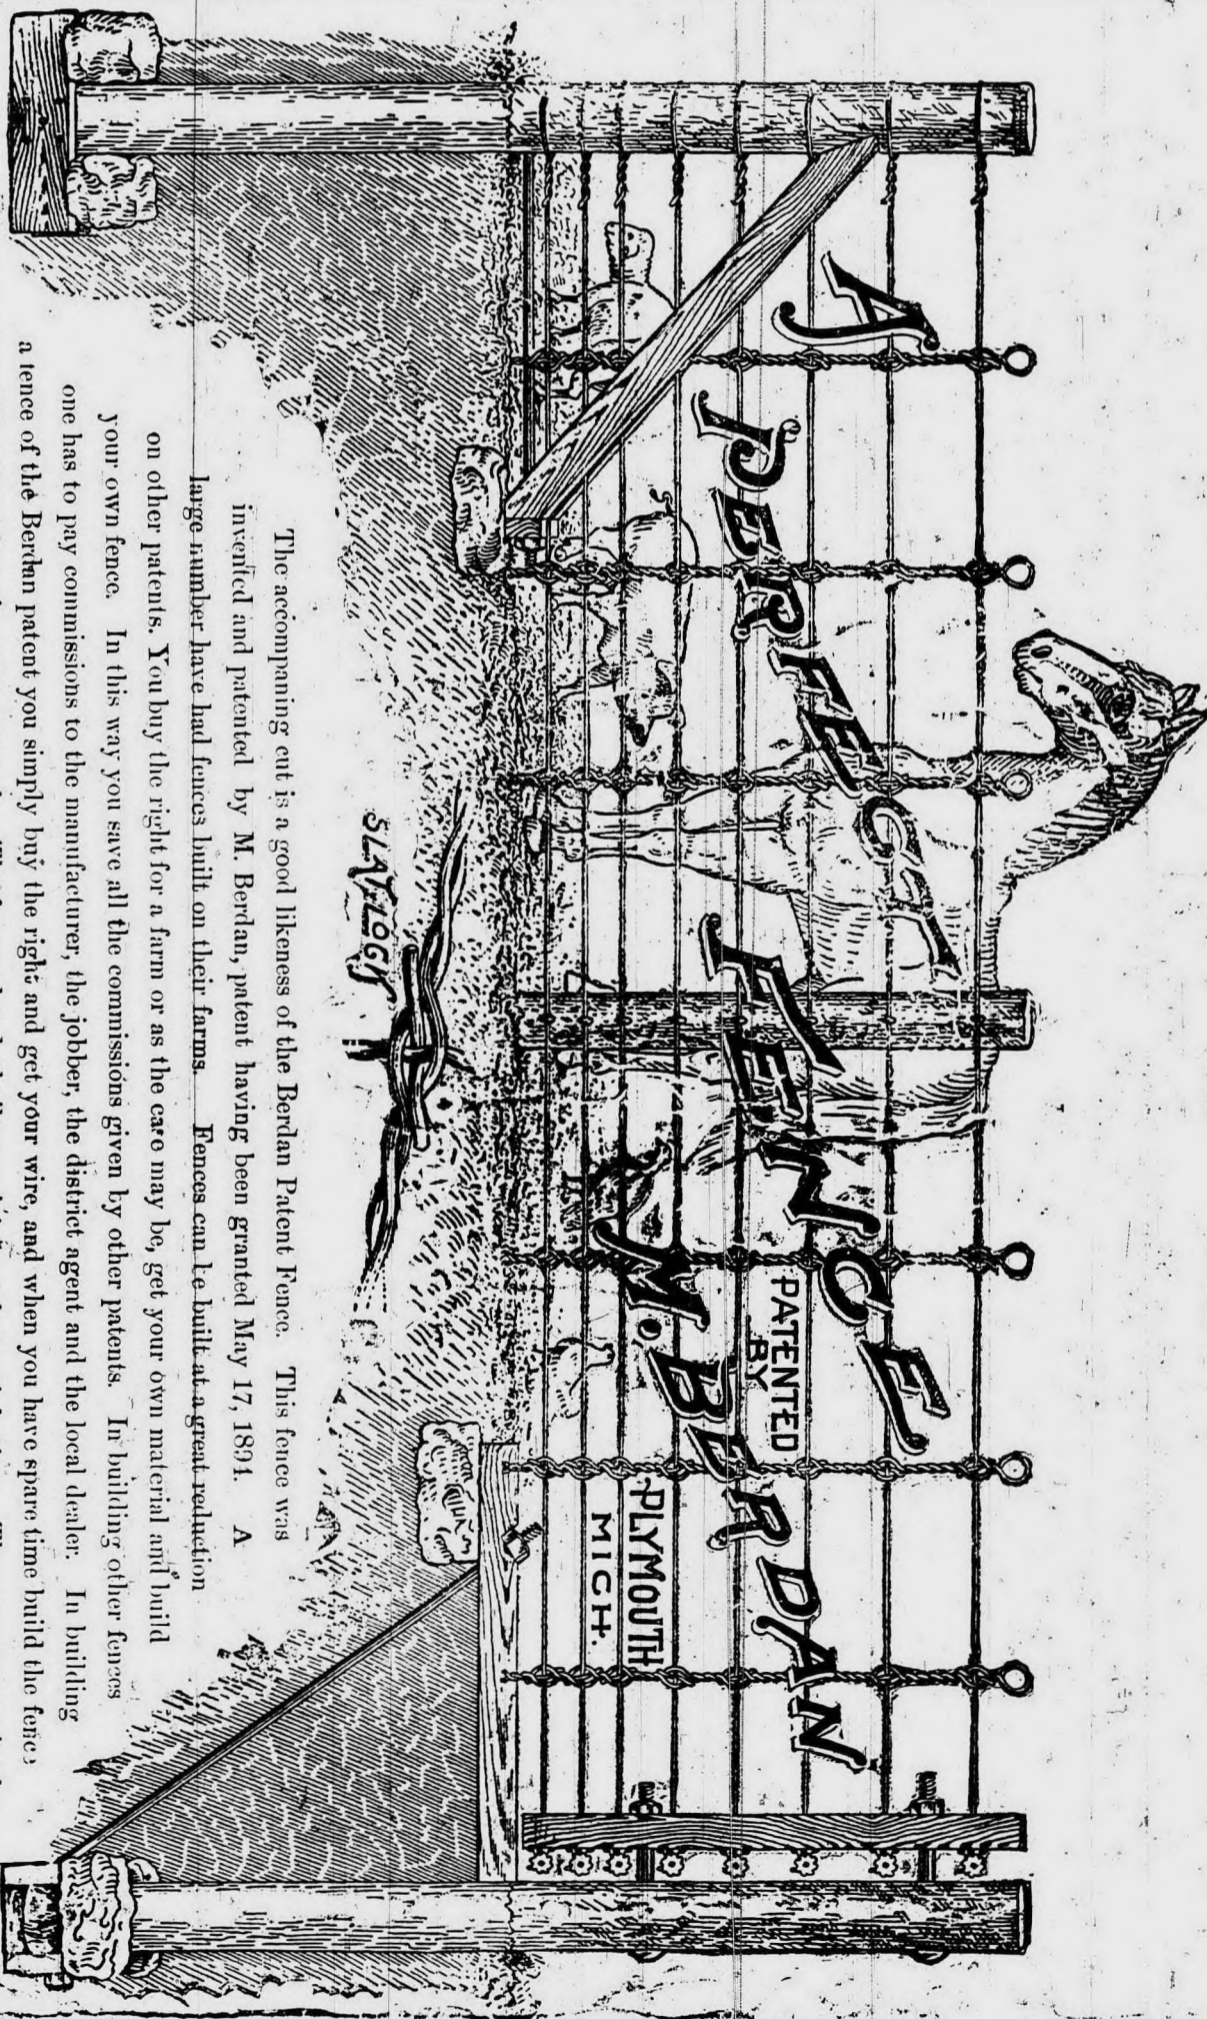 A PERFECT FENCE
PATENTED
BY
M. BERDAN
PLYMOUTH
MICH.
The accompaning cut is a good likeness of the Berdan Patent Fence. This fence was
invented and patented by M. Berdan, patent having been granted May 17, 1894. A
large number have had fences built on their farms. Fences can be built at a great reduction
on other patents. You buy the right for a farm or as the care may be, get your own material and build
your own fence. In this way you save all the commissions given by other patents. In building other fences
one has to pay commissions to the manufacturer, the jobber, the district agent and the local dealer. In building
a tence of the Berdan patent you simply buy the right and get your wire, and when you have spare time build the fence